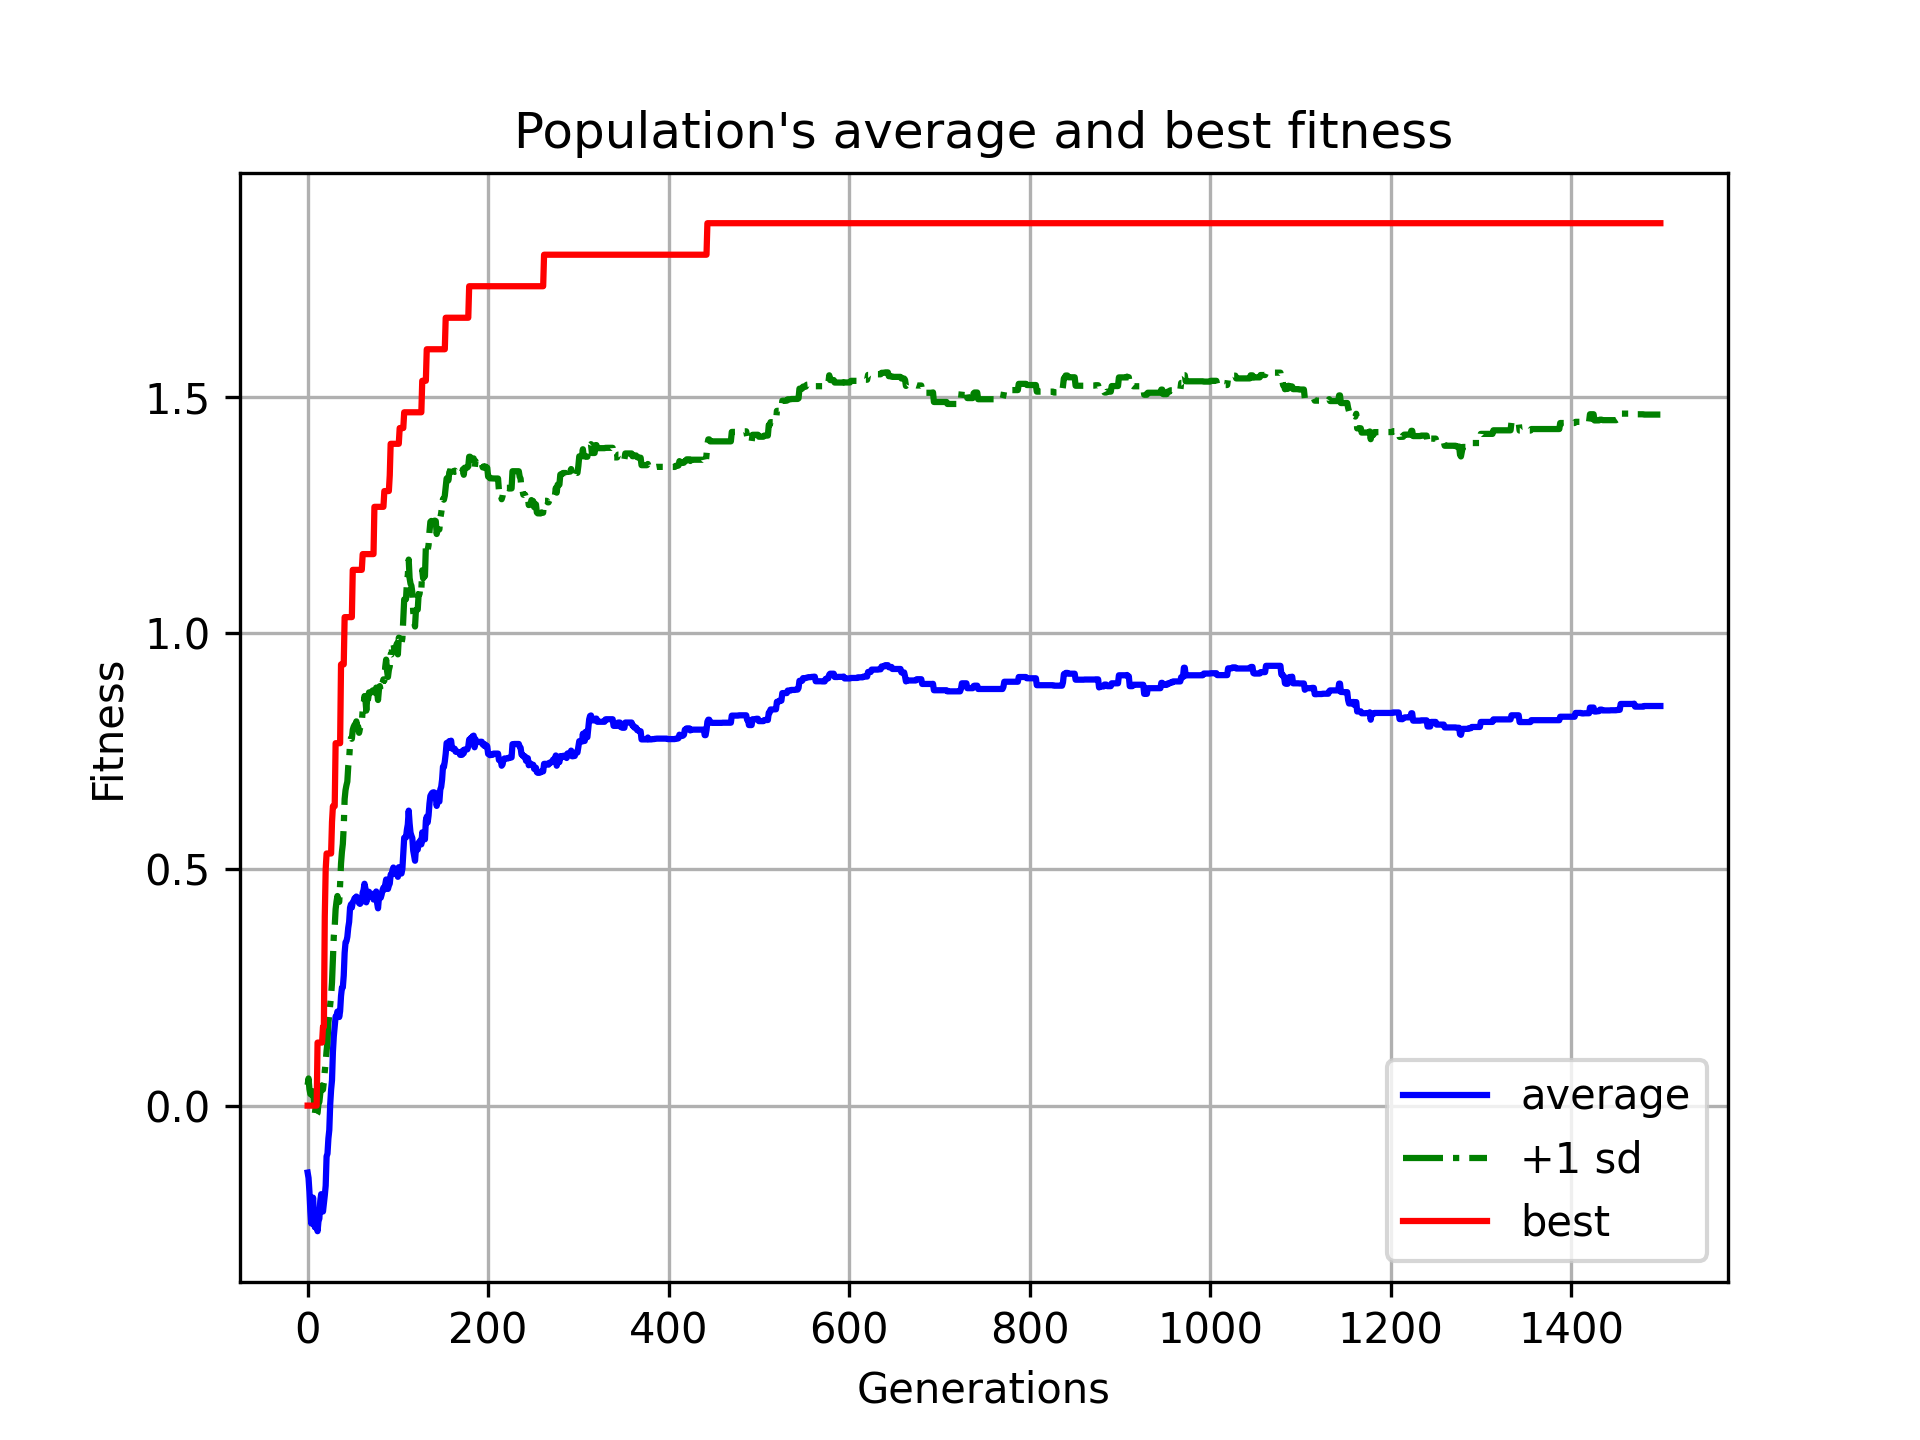 Population's average and best fitness
Fitness
1.5
1.0
0.5
0.0
average
+1 sd
best
0 200 400 600 800 1000 1200 1400
Generations